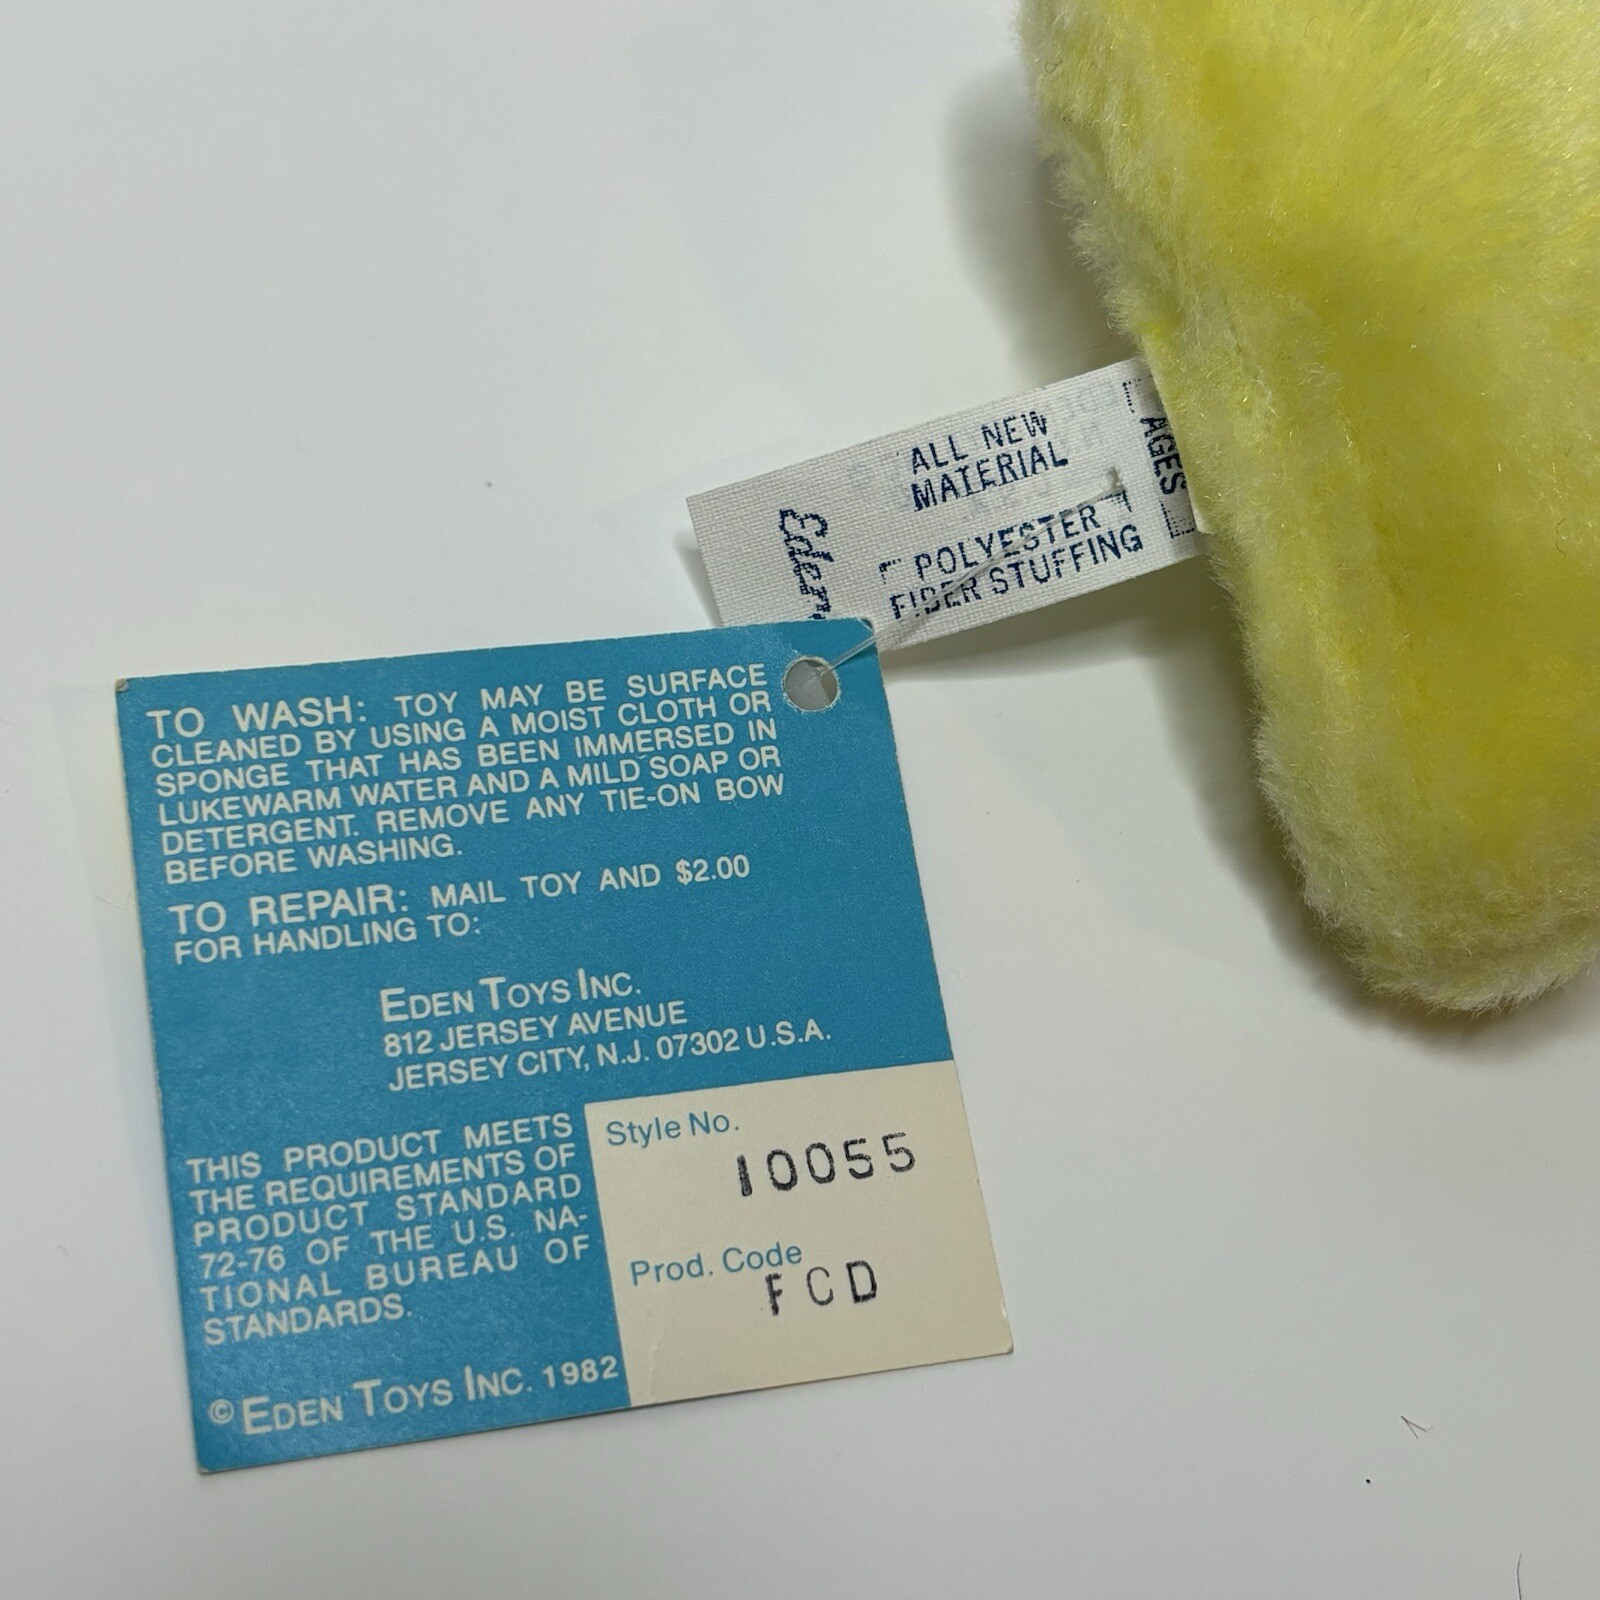 ALL NEW
MATERIAL
POLYESTER
FIBER STUFFING
Eden
AGES
TO WASH: TOY MAY BE SURFACE
CLEANED BY USING A MOIST CLOTH OR
SPONGE THAT HAS BEEN IMMERSED IN
LUKEWARM WATER AND A MILD SOAP OR
DETERGENT. REMOVE ANY TIE-ON BOW
BEFORE WASHING.
TO REPAIR: MAIL TOY AND $2.00
FOR HANDLING TO:
EDEN TOYS INC.
812 JERSEY AVENUE
JERSEY CITY, N.J. 07302 U.S.A.
THIS PRODUCT MEETS
THE REQUIREMENTS OF
PRODUCT STANDARD
72-76 OF THE U.S. NA-
TIONAL BUREAU OF
STANDARDS.
© EDEN TOYS INC. 1982
Style No.
10055
Prod. Code
FCD